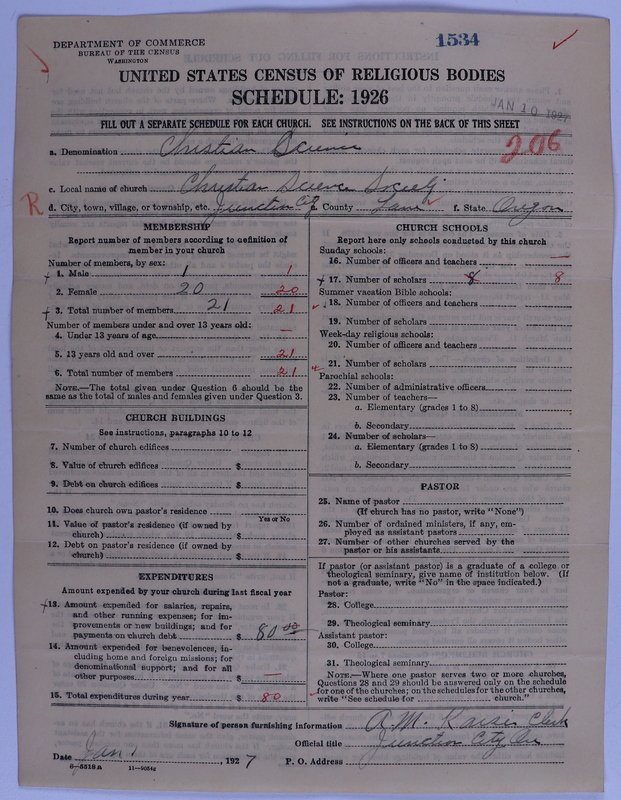 DEPARTMENT OF COMMERCE
BUREAU OF THE CENSUS
WASHINGTON
1534
UNITED STATES CENSUS OF RELIGIOUS BODIES
SCHEDULE: 1926
JAN 10 1927
FILL OUT A SEPARATE SCHEDULE FOR EACH CHURCH. SEE INSTRUCTIONS ON THE BACK OF THIS SHEET
a. Denomination Christian Science
206
c. Local name of church Christian Science Society
R d. City, town, village, or township, etc. Junction City e. County Lane f. State Oregon
MEMBERSHIP
Report number of members according to definition of
member in your church
Number of members, by sex:
1. Male 1 1
2. Female 20 20
3. Total number of members 21 21
Number of members under and over 13 years old:
4. Under 13 years of age —
5. 13 years old and over 21
6. Total number of members 21
NOTE.—The total given under Question 6 should be the
same as the total of males and females given under Question 3.
CHURCH BUILDINGS
See instructions, paragraphs 10 to 12
7. Number of church edifices
8. Value of church edifices $
9. Debt on church edifices $
10. Does church own pastor's residence
Yes or No
11. Value of pastor's residence (if owned by
church) $
12. Debt on pastor's residence (if owned by
church) $
EXPENDITURES
Amount expended by your church during last fiscal year
13. Amount expended for salaries, repairs,
and other running expenses; for im-
provements or new buildings; and for
payments on church debt $ 80 00
14. Amount expended for benevolences, in-
cluding home and foreign missions; for
denominational support; and for all
other purposes $ —
15. Total expenditures during year $ 80
CHURCH SCHOOLS
Report here only schools conducted by this church
Sunday schools:
16. Number of officers and teachers —
17. Number of scholars 8 8
Summer vacation Bible schools:
18. Number of officers and teachers
19. Number of scholars
Week-day religious schools:
20. Number of officers and teachers
21. Number of scholars
Parochial schools:
22. Number of administrative officers
23. Number of teachers—
a. Elementary (grades 1 to 8)
b. Secondary
24. Number of scholars—
a. Elementary (grades 1 to 8)
b. Secondary
PASTOR
25. Name of pastor
(If church has no pastor, write "None")
26. Number of ordained ministers, if any, em-
ployed as assistant pastors
27. Number of other churches served by the
pastor or his assistants
If pastor (or assistant pastor) is a graduate of a college or
theological seminary, give name of institution below. (If
not a graduate, write "No" in the space indicated.)
Pastor:
28. College
29. Theological seminary
Assistant pastor:
30. College
31. Theological seminary
NOTE.—Where one pastor serves two or more churches,
Questions 28 and 29 should be answered only on the schedule
for one of the churches; on the schedules for the other churches,
write "See schedule for church."
Signature of person furnishing information A. M. Clerk
Official title Junction City, Or
Date Jan 1, 1927 P. O. Address
8-5518a 11-9054c